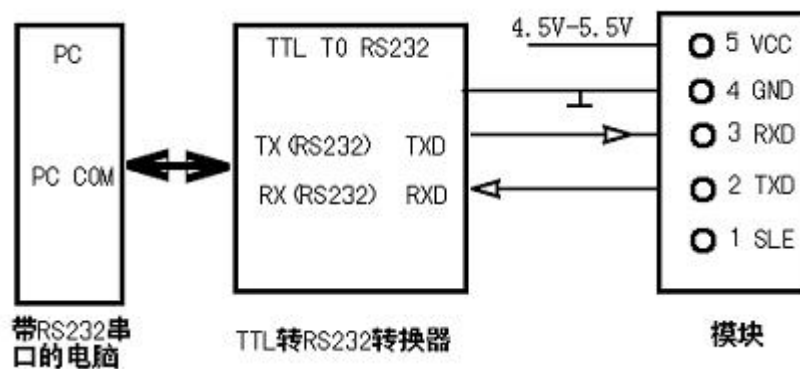 PC
PC COM
带RS232串
口的电脑
TTL TO RS232
TX(RS232) TXD
RX(RS232) RXD
TTL转RS232转换器
4.5V-5.5V
5 VCC
4 GND
3 RXD
2 TXD
1 SLE
模块